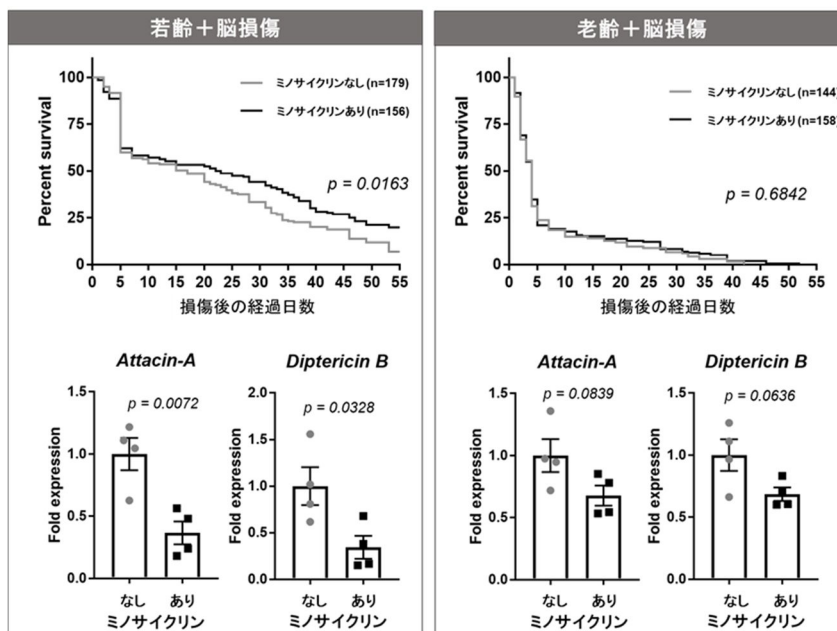 若齢+脳損傷
ミノサイクリンなし(n=179)
ミノサイクリンあり(n=156)
p = 0.0163
Percent survival
100
75
50
25
0
0 5 10 15 20 25 30 35 40 45 50 55
損傷後の経過日数
Attacin-A
p = 0.0072
Fold expression
1.5
1.0
0.5
0.0
なし あり
ミノサイクリン
Diptericin B
p = 0.0328
Fold expression
2.0
1.5
1.0
0.5
0.0
なし あり
ミノサイクリン
老齢+脳損傷
ミノサイクリンなし(n=144)
ミノサイクリンあり(n=158)
p = 0.6842
Percent survival
100
75
50
25
0
0 5 10 15 20 25 30 35 40 45 50 55
損傷後の経過日数
Attacin-A
p = 0.0839
Fold expression
1.5
1.0
0.5
0.0
なし あり
ミノサイクリン
Diptericin B
p = 0.0636
Fold expression
1.5
1.0
0.5
0.0
なし あり
ミノサイクリン